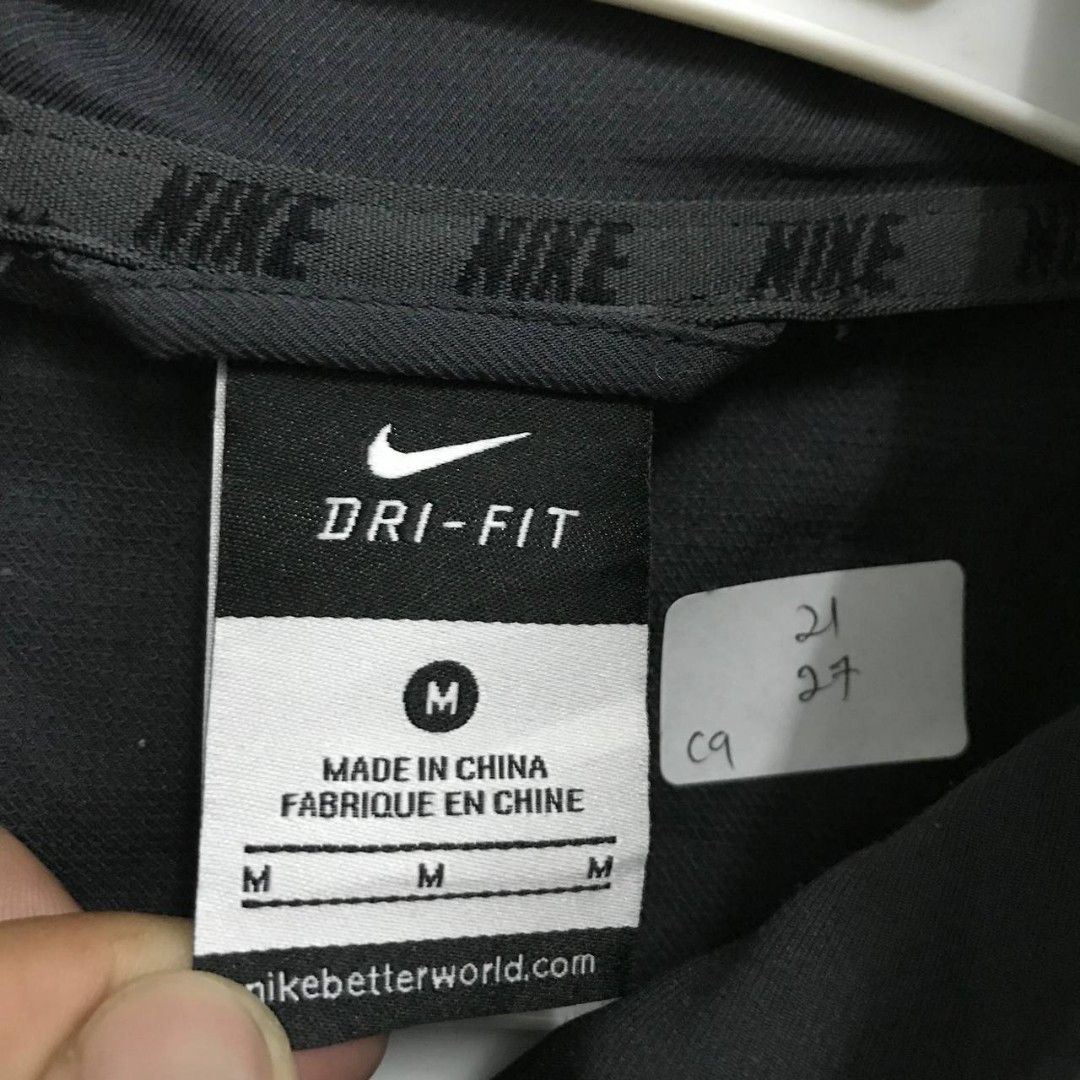 NIKE NIKE NIKE
DRI-FIT
21
27
C9
M
MADE IN CHINA
FABRIQUE EN CHINE
M M M
nikebetterworld.com